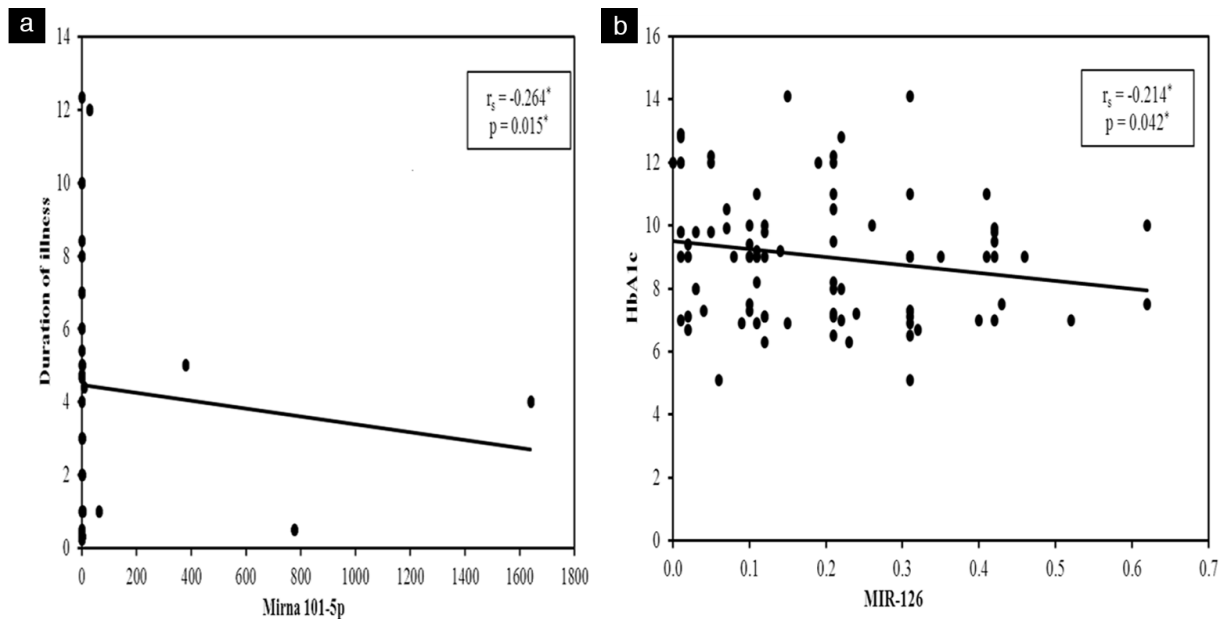 a
14
12
10
8
6
4
2
0
Duration of illness
r_s = -0.264*
p = 0.015*
0 200 400 600 800 1000 1200 1400 1600 1800
Mirna 101-5p
b
16
14
12
10
8
6
4
2
0
HbA1c
r_s = -0.214*
p = 0.042*
0.0 0.1 0.2 0.3 0.4 0.5 0.6 0.7
MIR-126